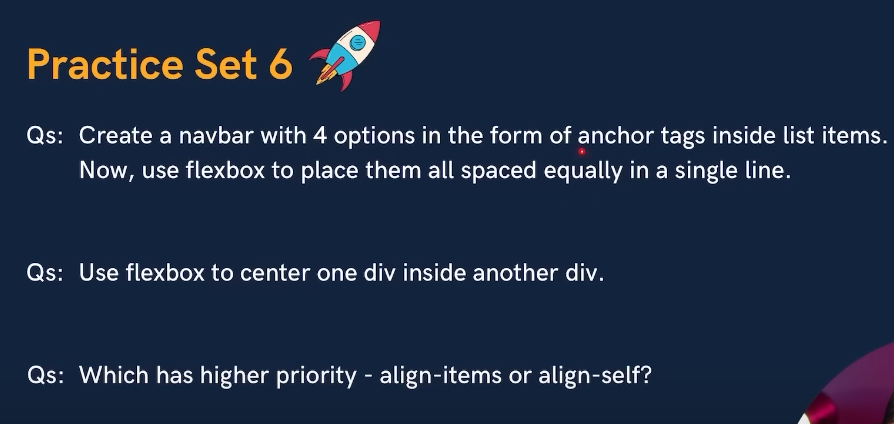 Practice Set 6
Qs: Create a navbar with 4 options in the form of anchor tags inside list items.
Now, use flexbox to place them all spaced equally in a single line.
Qs: Use flexbox to center one div inside another div.
Qs: Which has higher priority - align-items or align-self?